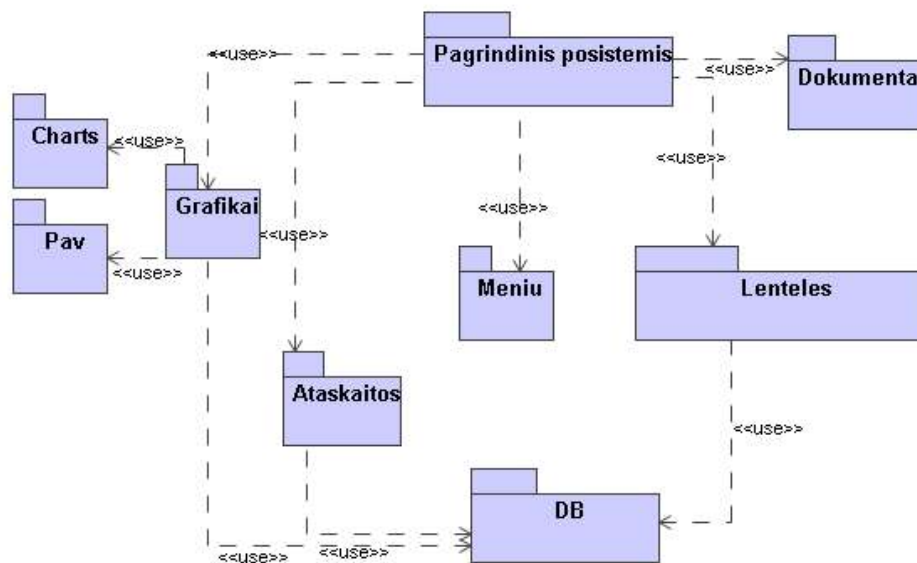 Pagrindinis posistemis
<<use>>
<<use>>
Dokumenta
Charts
<<use>>
<<use>>
Grafikai
<<use>>
<<use>>
Pav
<<use>>
Meniu
Lenteles
Ataskaitos
<<use>>
DB
<<use>>
<<use>>